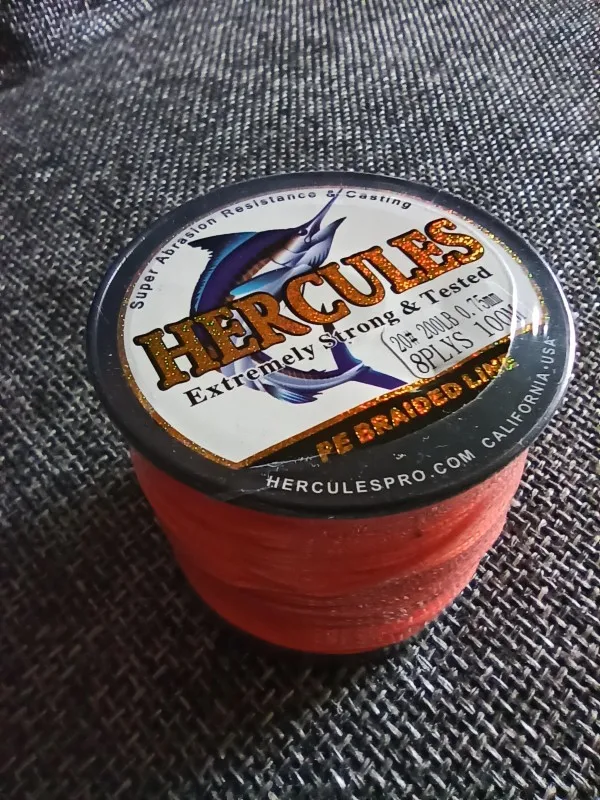 Super Abrasion Resistance & Casting
HERCULES
Extremely Strong & Tested
20# 200LB 0.75mm
8PLYS
PE BRAIDED LINE
HERCULESPRO.COM CALIFORNIA·USA